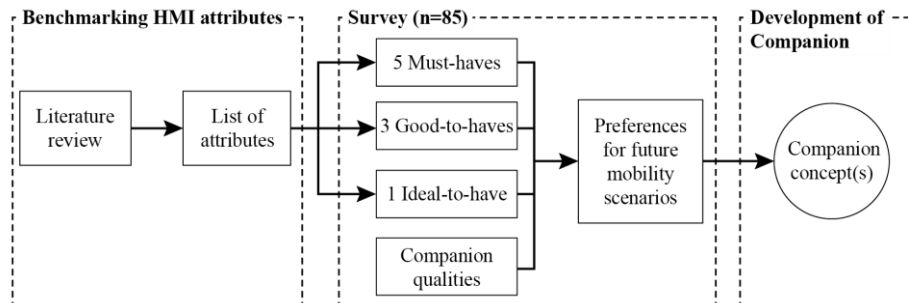 Benchmarking HMI attributes
Literature
review
List of
attributes
Survey (n=85)
5 Must-haves
3 Good-to-haves
1 Ideal-to-have
Companion
qualities
Preferences
for future
mobility
scenarios
Development of
Companion
Companion
concept(s)